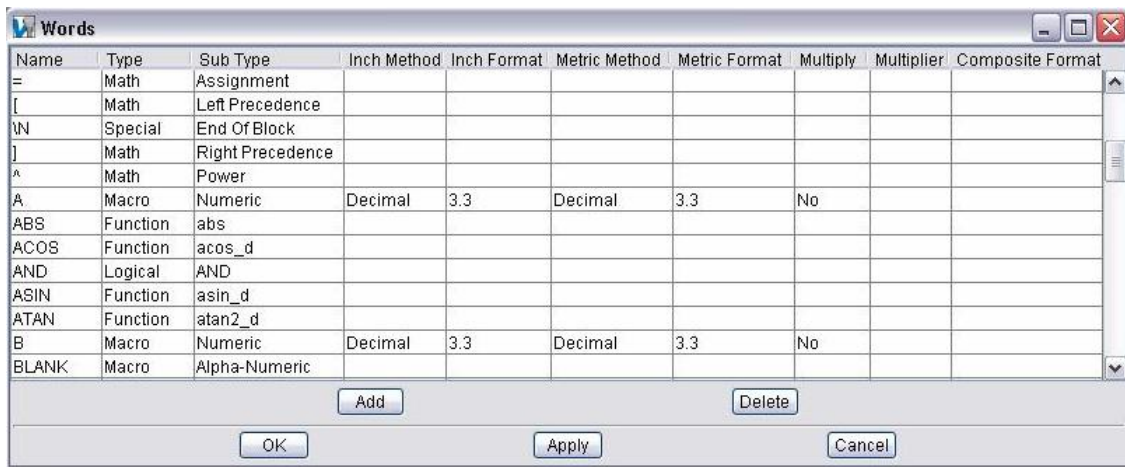 Words
Name Type Sub Type Inch Method Inch Format Metric Method Metric Format Multiply Multiplier Composite Format
= Math Assignment
[ Math Left Precedence
\N Special End Of Block
] Math Right Precedence
^ Math Power
A Macro Numeric Decimal 3.3 Decimal 3.3 No
ABS Function abs
ACOS Function acos_d
AND Logical AND
ASIN Function asin_d
ATAN Function atan2_d
B Macro Numeric Decimal 3.3 Decimal 3.3 No
BLANK Macro Alpha-Numeric
Add Delete
OK Apply Cancel